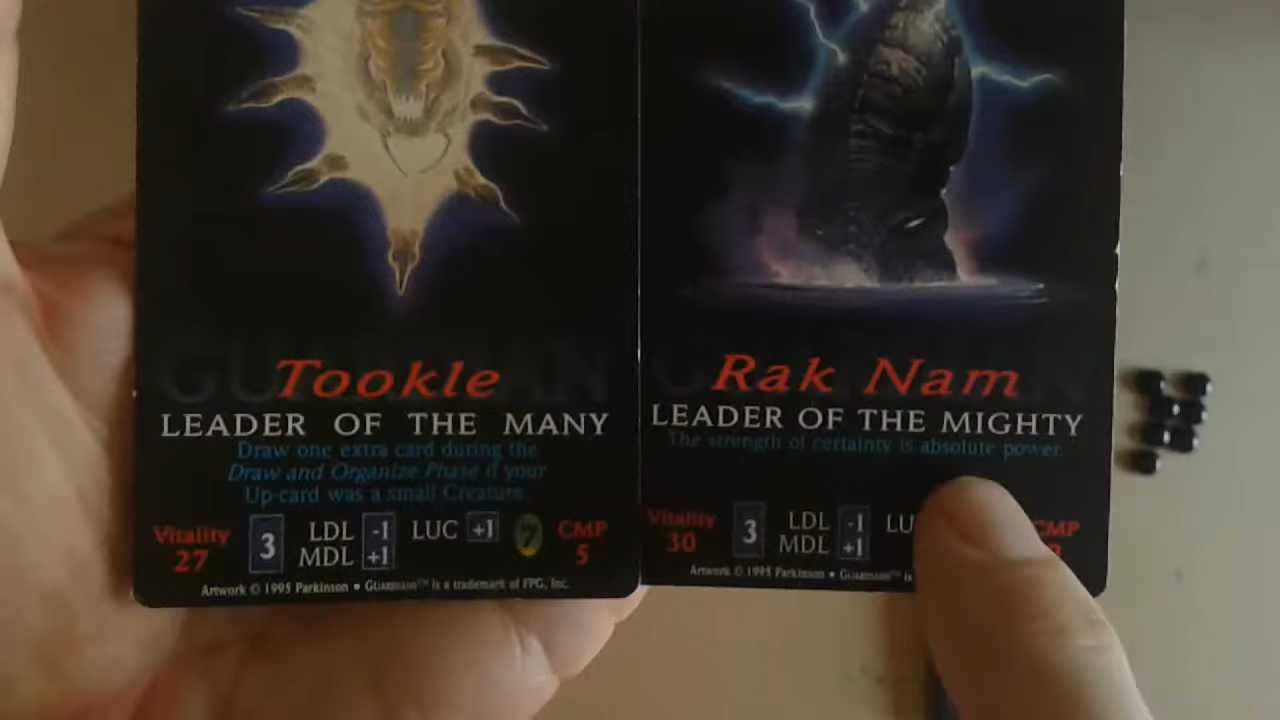 GUARDIAN
Tookle
LEADER OF THE MANY
Draw one extra card during the
Draw and Organize Phase if your
Up-card was a small Creature.
Vitality 27
3
LDL -1
MDL +1
LUC +1
7
CMP 5
Artwork © 1995 Parkinson • GUARDIANS™ is a trademark of FPG, Inc.
Rak Nam
LEADER OF THE MIGHTY
The strength of certainty is absolute power.
Vitality 30
3
LDL -1
MDL +1
LU
CMP
Artwork © 1995 Parkinson • GUARDIANS™ is